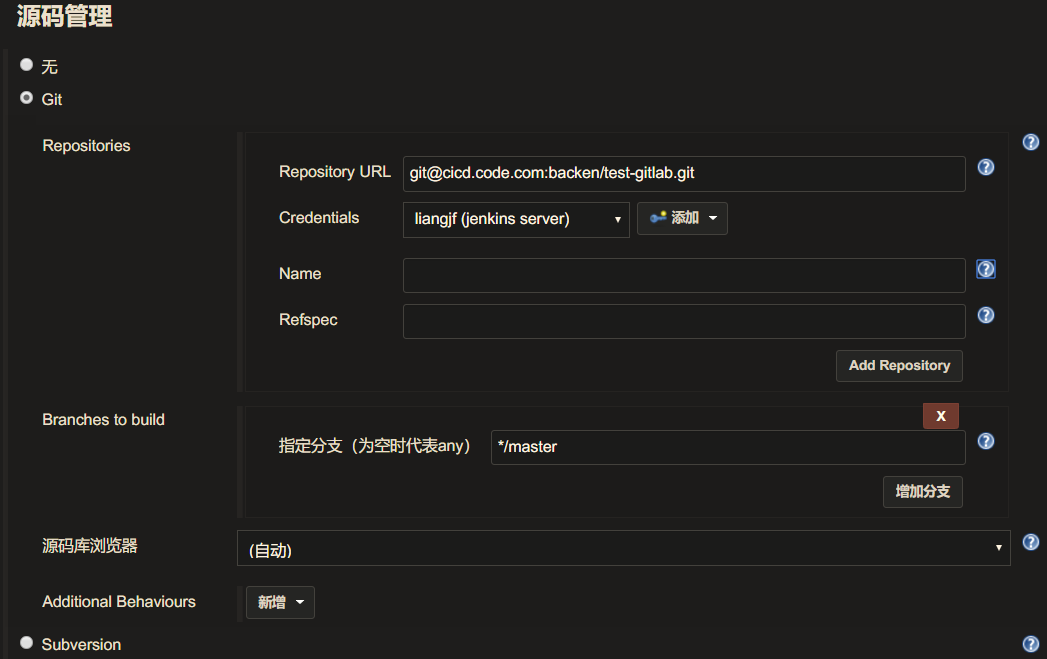 源码管理
无
Git
Repositories
Repository URL git@cicd.code.com:backen/test-gitlab.git
Credentials liangjf (jenkins server) 添加
Name
Refspec
Add Repository
Branches to build
X
指定分支（为空时代表any） */master
增加分支
源码库浏览器 (自动)
Additional Behaviours 新增
Subversion